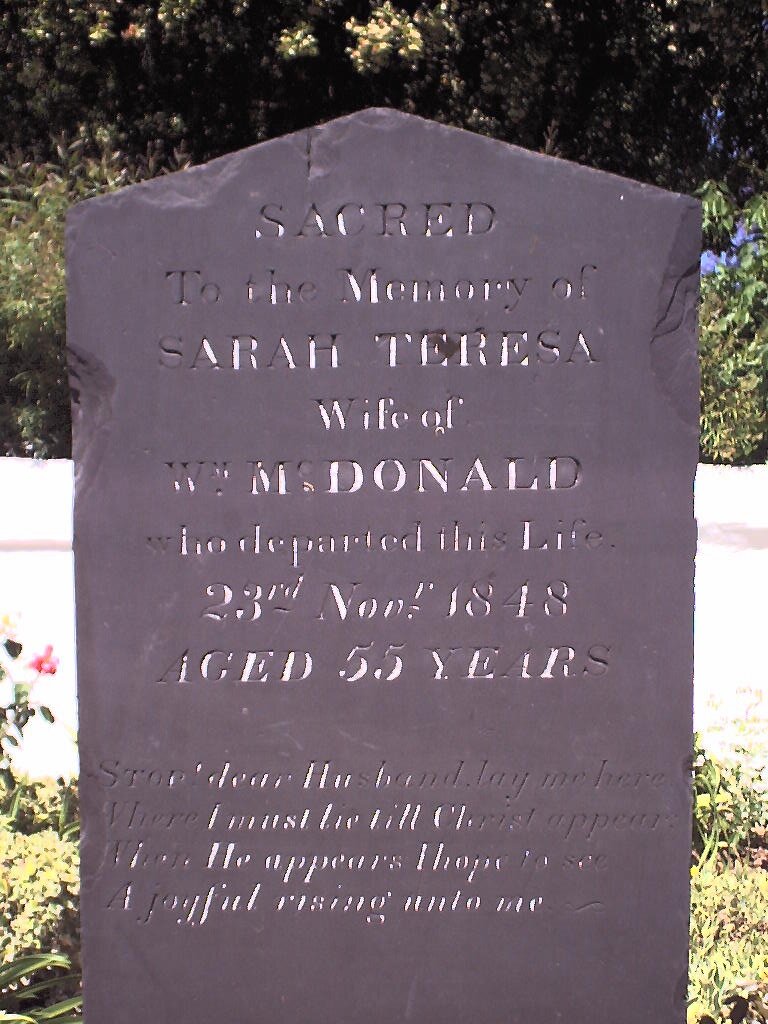 SACRED
To the Memory of
SARAH TERESA
Wife of
Wm. McDONALD
who departed this Life.
23rd Novr. 1848
AGED 55 YEARS
STOP! dear Husband, lay me here
Where I must lie till Christ appear:
When He appears I hope to see
A joyful rising unto me